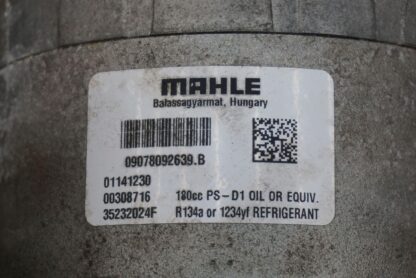 MAHLE
Balassagyarmat, Hungary
09078092639.B
01141230
00308716 180cc PS-D1 OIL OR EQUIV.
35232024F R134a or 1234yf REFRIGERANT